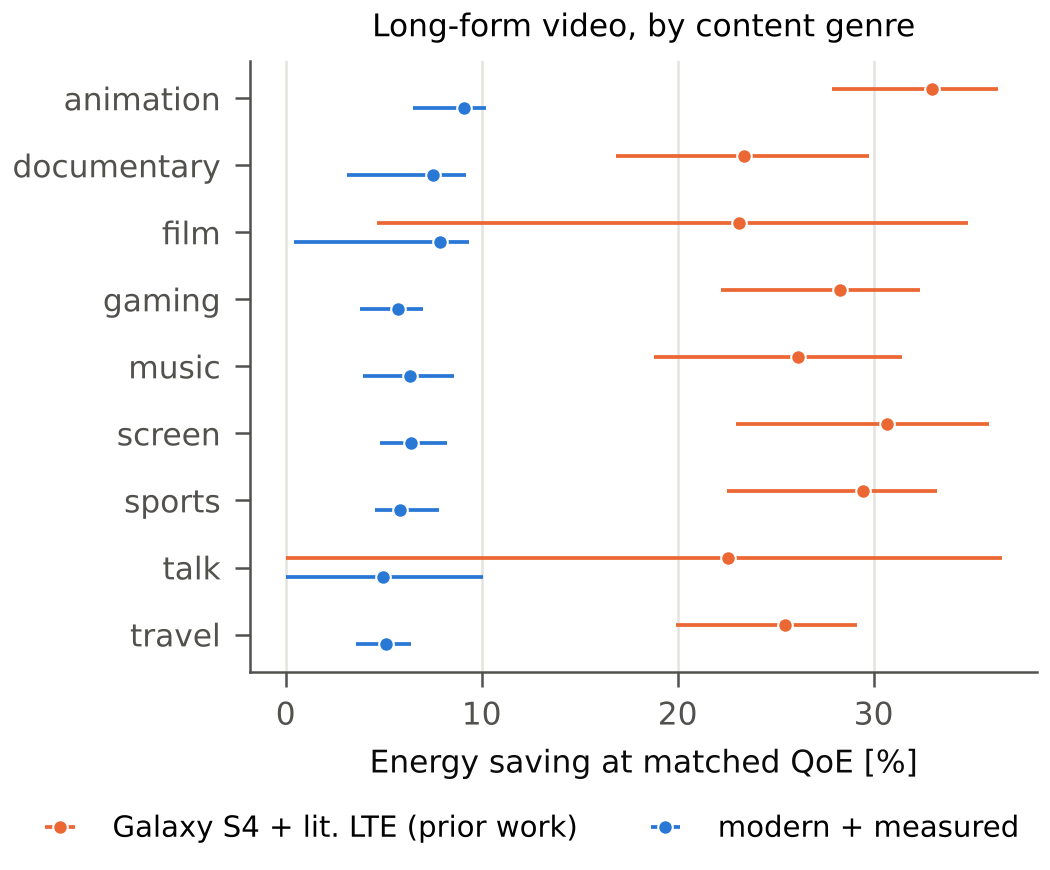 Long-form video, by content genre
animation
documentary
film
gaming
music
screen
sports
talk
travel
0 10 20 30
Energy saving at matched QoE [%]
Galaxy S4 + lit. LTE (prior work) modern + measured